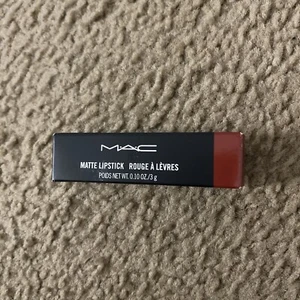 MAC
MATTE LIPSTICK ROUGE À LÈVRES
POIDS NET WT. 0.10 OZ./3 g